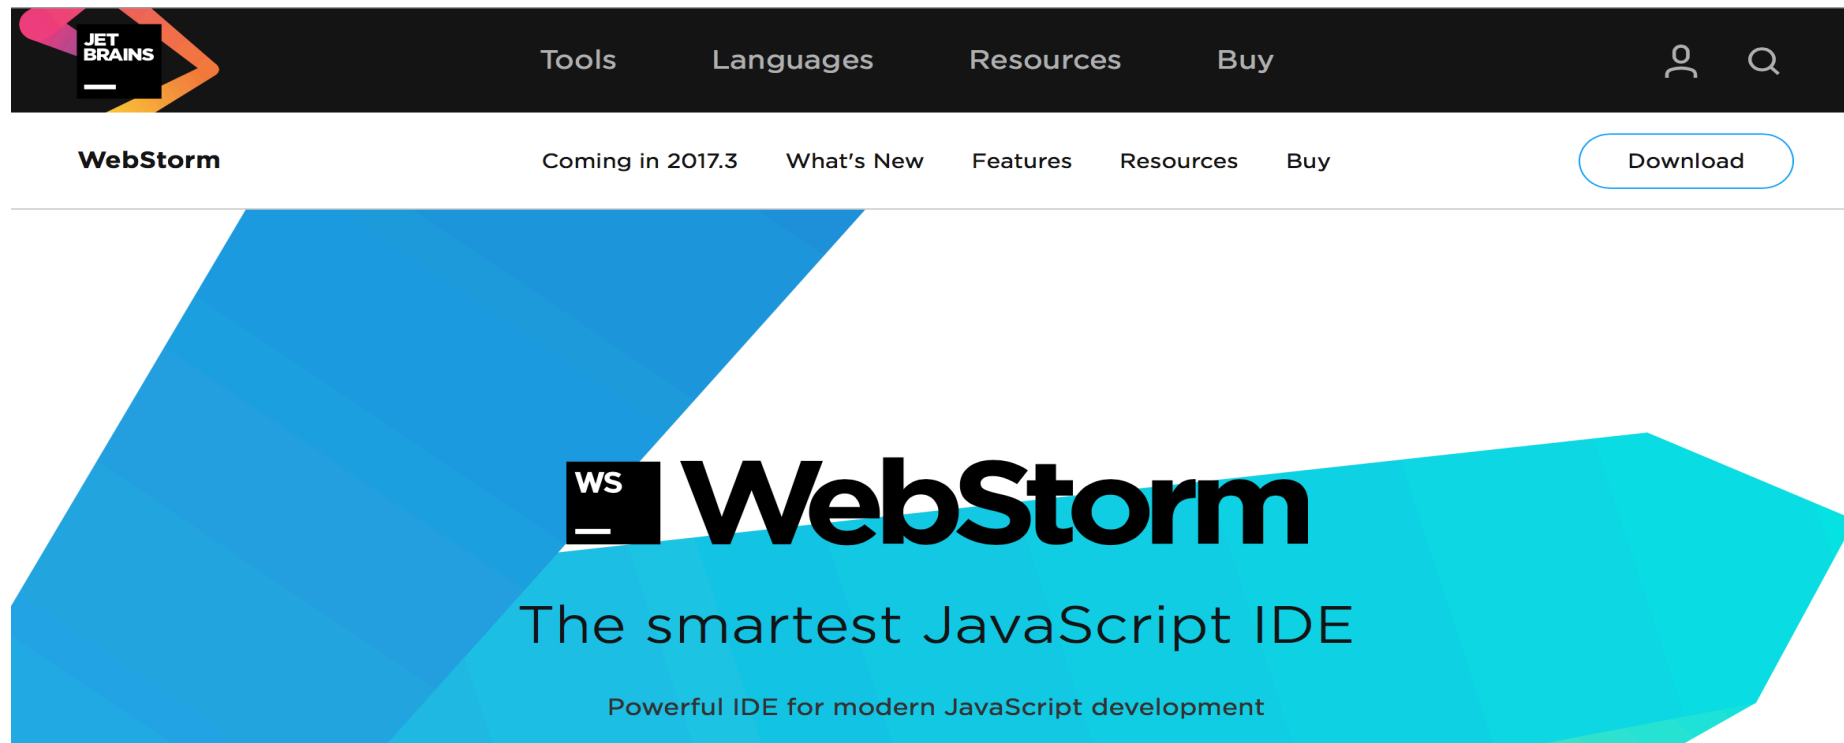 JET
BRAINS
Tools Languages Resources Buy
WebStorm Coming in 2017.3 What's New Features Resources Buy Download
WS WebStorm
The smartest JavaScript IDE
Powerful IDE for modern JavaScript development